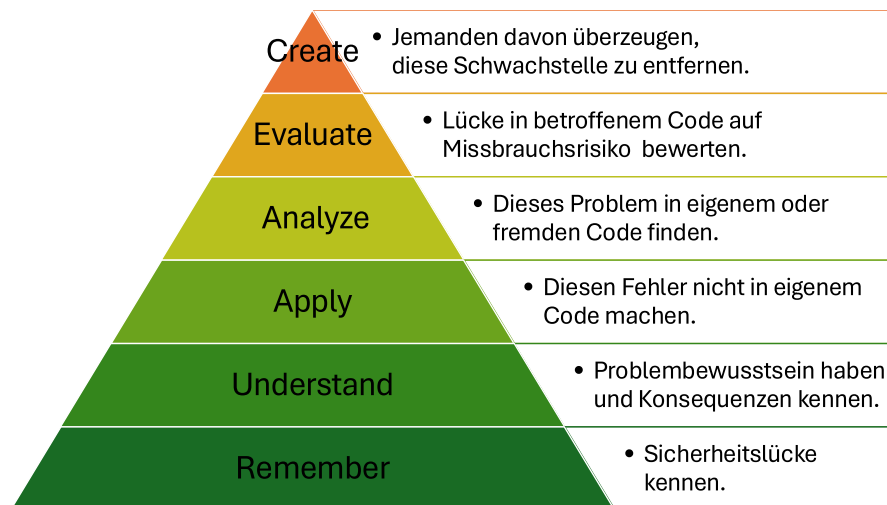 Create
• Jemanden davon überzeugen,
diese Schwachstelle zu entfernen.
Evaluate
• Lücke in betroffenem Code auf
Missbrauchsrisiko  bewerten.
Analyze
• Dieses Problem in eigenem oder
fremden Code finden.
Apply
• Diesen Fehler nicht in eigenem
Code machen.
Understand
• Problembewusstsein haben
und Konsequenzen kennen.
Remember
• Sicherheitslücke
kennen.